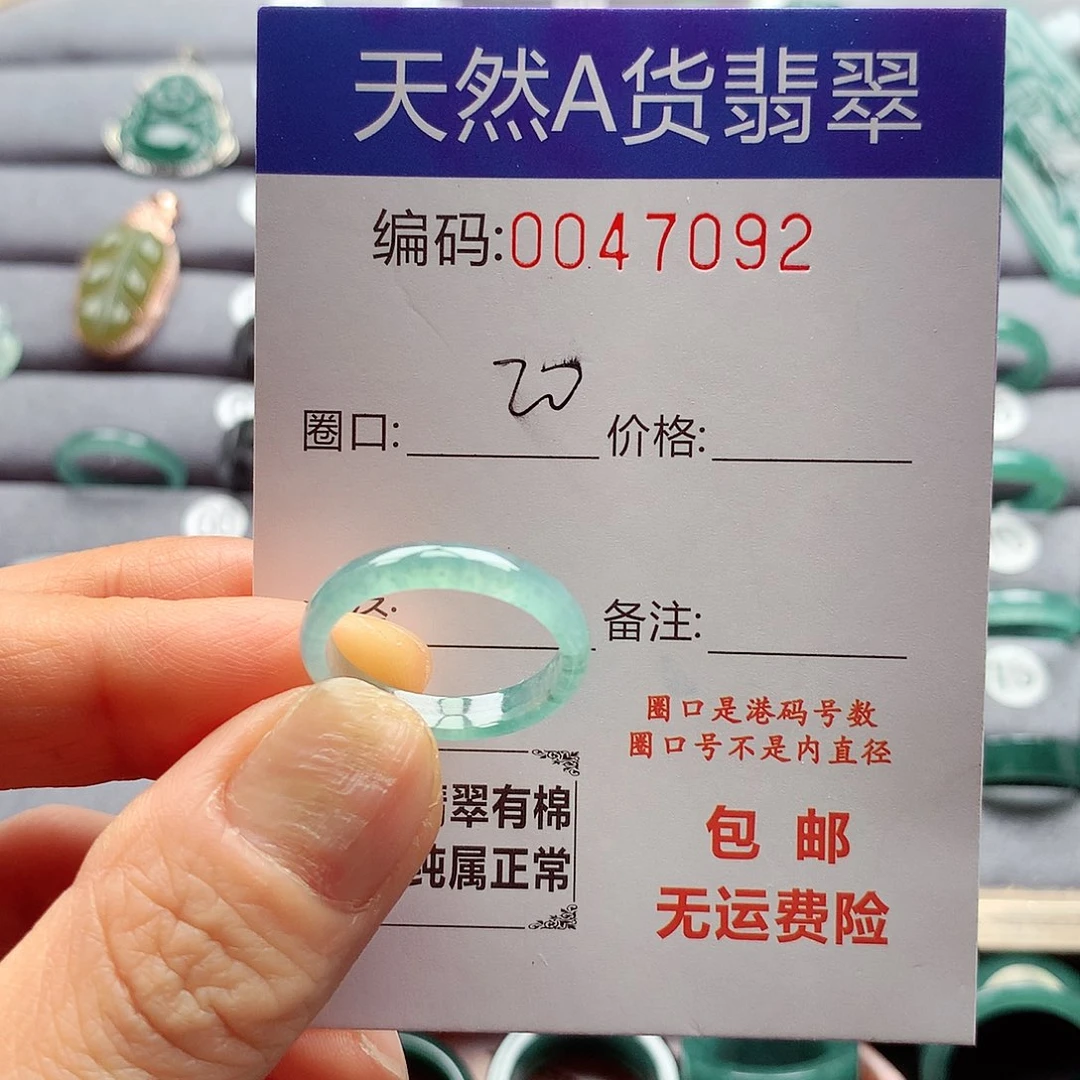 天然A货翡翠
编码:0047092
圈口: 20 价格:
备注:
圈口是港码号数
圈口号不是内直径
翠有棉
纯属正常
包邮
无运费险